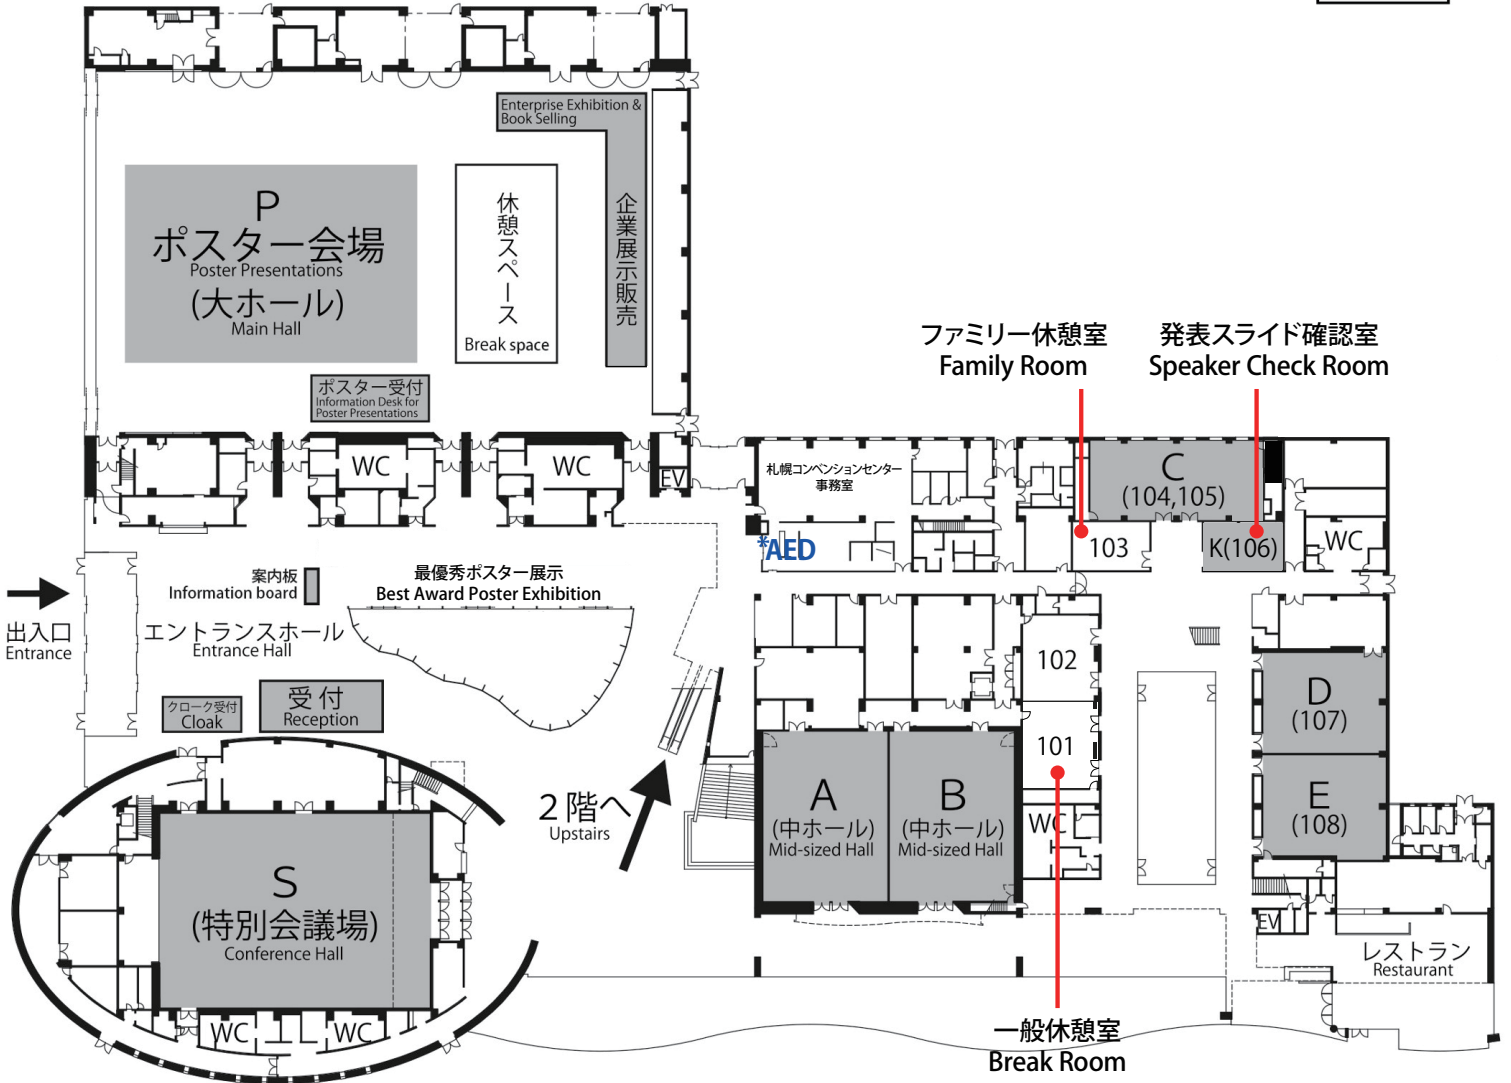 Enterprise Exhibition &
Book Selling
P
ポスター会場
Poster Presentations
(大ホール)
Main Hall
休憩スペース
Break space
企業展示販売
ポスター受付
Information Desk for
Poster Presentations
ファミリー休憩室
Family Room
発表スライド確認室
Speaker Check Room
WC
WC
EV
札幌コンベンションセンター
事務室
*AED
C
(104,105)
103
K(106)
WC
案内板
Information board
最優秀ポスター展示
Best Award Poster Exhibition
出入口
Entrance
エントランスホール
Entrance Hall
クローク受付
Cloak
受付
Reception
102
101
D
(107)
E
(108)
2階へ
Upstairs
A
(中ホール)
Mid-sized Hall
B
(中ホール)
Mid-sized Hall
WC
S
(特別会議場)
Conference Hall
EV
レストラン
Restaurant
WC
WC
一般休憩室
Break Room